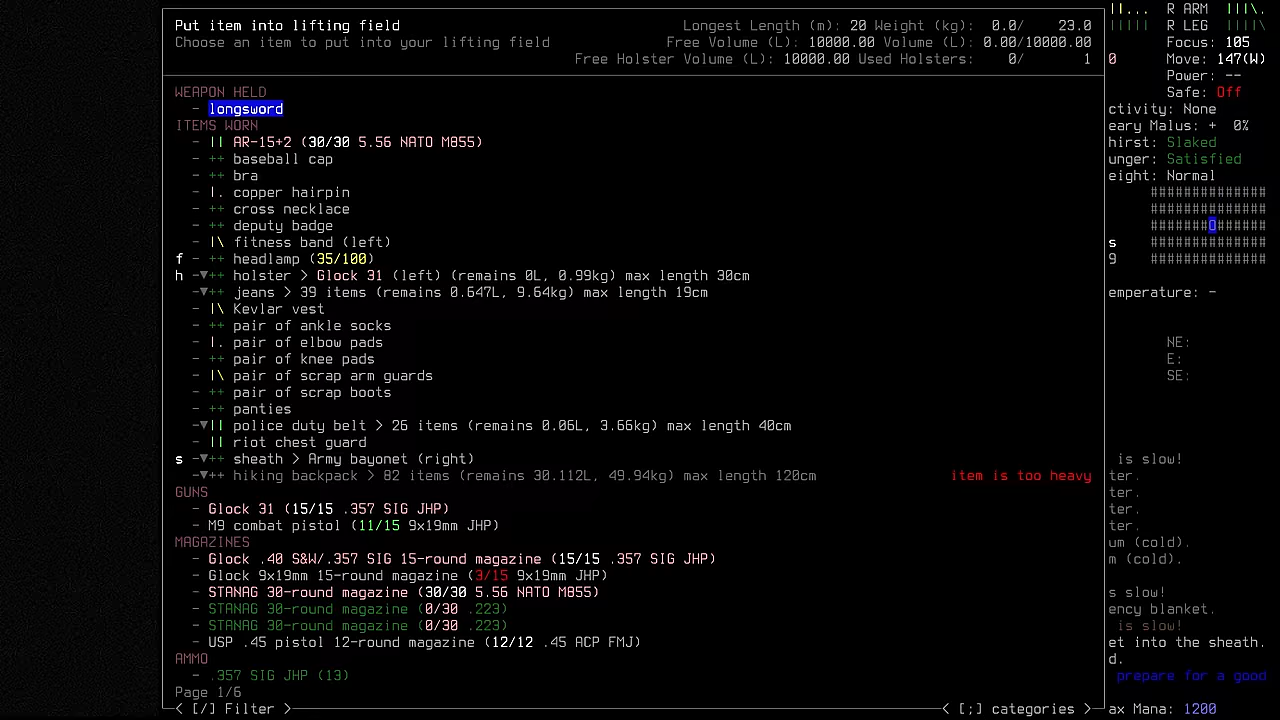 Put item into lifting field Longest Length (m): 20 Weight (kg): 0.0/ 23.0
Choose an item to put into your lifting field Free Volume (L): 10000.00 Volume (L): 0.00/10000.00
Free Holster Volume (L): 10000.00 Used Holsters: 0/ 1
WEAPON HELD
- longsword
ITEMS WORN
- || AR-15+2 (30/30 5.56 NATO M855)
- ++ baseball cap
- ++ bra
- |. copper hairpin
- ++ cross necklace
- ++ deputy badge
- |\ fitness band (left)
f - ++ headlamp (35/100)
h -▼++ holster > Glock 31 (left) (remains 0L, 0.99kg) max length 30cm
-▼++ jeans > 39 items (remains 0.647L, 9.64kg) max length 19cm
- |\ Kevlar vest
- ++ pair of ankle socks
- |. pair of elbow pads
- ++ pair of knee pads
- |\ pair of scrap arm guards
- ++ pair of scrap boots
- ++ panties
-▼|| police duty belt > 26 items (remains 0.06L, 3.66kg) max length 40cm
- || riot chest guard
s -▼++ sheath > Army bayonet (right)
-▼++ hiking backpack > 82 items (remains 30.112L, 49.94kg) max length 120cm item is too heavy
GUNS
- Glock 31 (15/15 .357 SIG JHP)
- M9 combat pistol (11/15 9x19mm JHP)
MAGAZINES
- Glock .40 S&W/.357 SIG 15-round magazine (15/15 .357 SIG JHP)
- Glock 9x19mm 15-round magazine (3/15 9x19mm JHP)
- STANAG 30-round magazine (30/30 5.56 NATO M855)
- STANAG 30-round magazine (0/30 .223)
- STANAG 30-round magazine (0/30 .223)
- USP .45 pistol 12-round magazine (12/12 .45 ACP FMJ)
AMMO
- .357 SIG JHP (13)
Page 1/6
< [/] Filter > < [;] categories >
||... R ARM |||\.
||||| R LEG ||||\
Focus: 105
0 Move: 147(W)
Power: --
Safe: Off
ctivity: None
eary Malus: + 0%
hirst: Slaked
unger: Satisfied
eight: Normal
##############
##############
#######0######
s ##############
9 ##############
emperature: -
NE:
E:
SE:
is slow!
ter.
ter.
ter.
ter.
um (cold).
m (cold).
s slow!
ency blanket.
is slow!
et into the sheath.
d.
prepare for a good
ax Mana: 1200